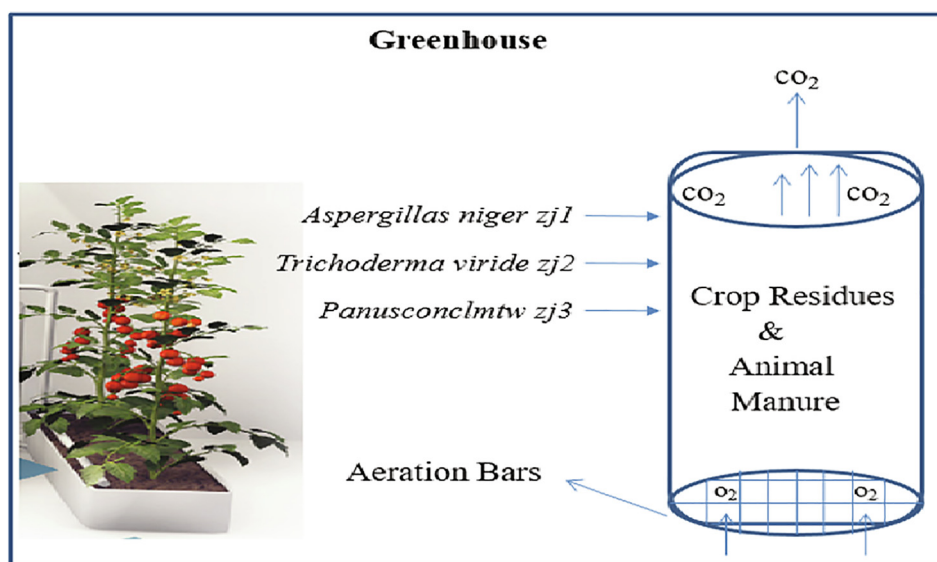 Greenhouse
CO₂
CO₂ CO₂
Aspergillas niger zj1
Trichoderma viride zj2
Panusconclmtw zj3
Crop Residues
&
Animal
Manure
Aeration Bars
O₂ O₂